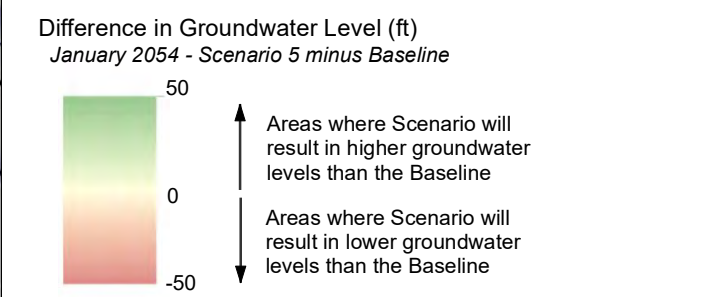 Difference in Groundwater Level (ft)
January 2054 - Scenario 5 minus Baseline
50
Areas where Scenario will
result in higher groundwater
levels than the Baseline
0
Areas where Scenario will
result in lower groundwater
levels than the Baseline
-50